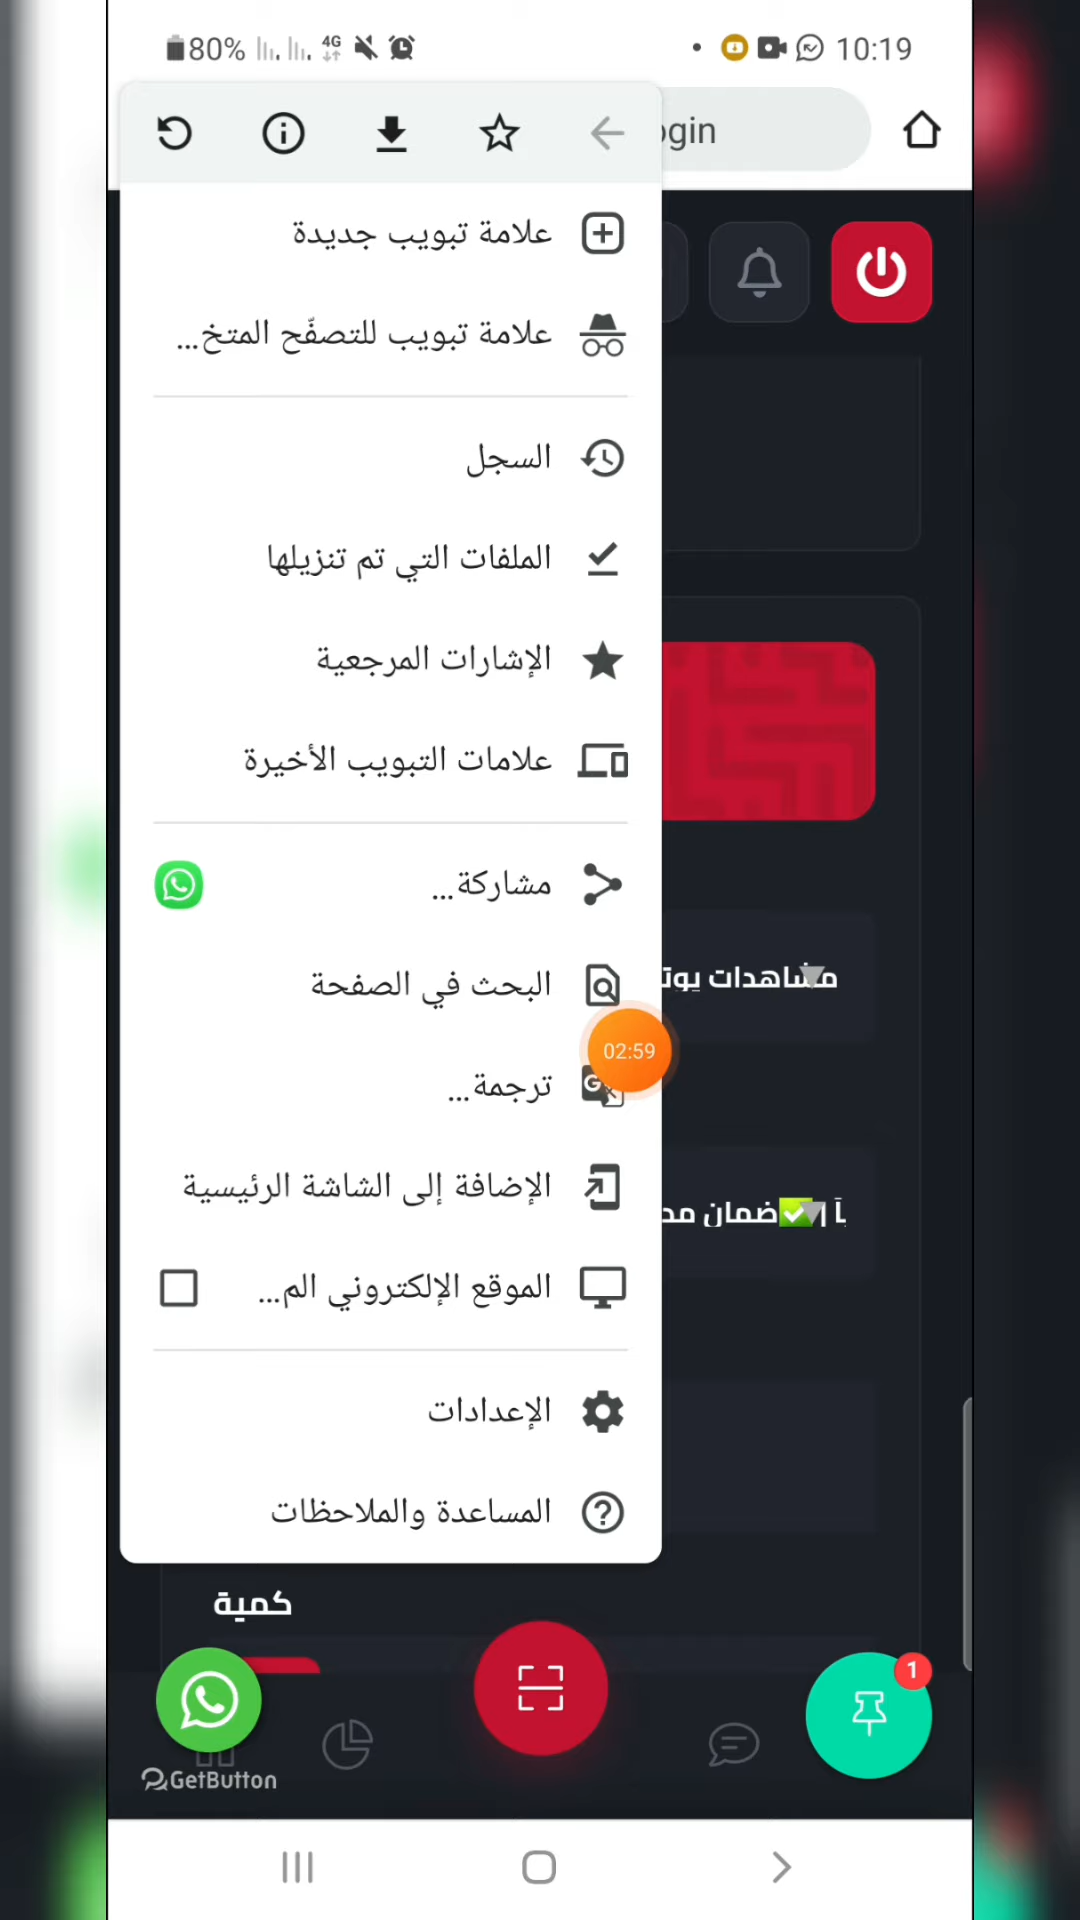 80% 4G 10:19
ogin
علامة تبويب جديدة
علامة تبويب للتصفّح المتخ...
السجل
الملفات التي تم تنزيلها
الإشارات المرجعية
علامات التبويب الأخيرة
مشاركة...
مشاهدات يوت
البحث في الصفحة
02:59
ترجمة...
الإضافة إلى الشاشة الرئيسية
ضمان مد
الموقع الإلكتروني الم...
الإعدادات
المساعدة والملاحظات
كمية
1
GetButton